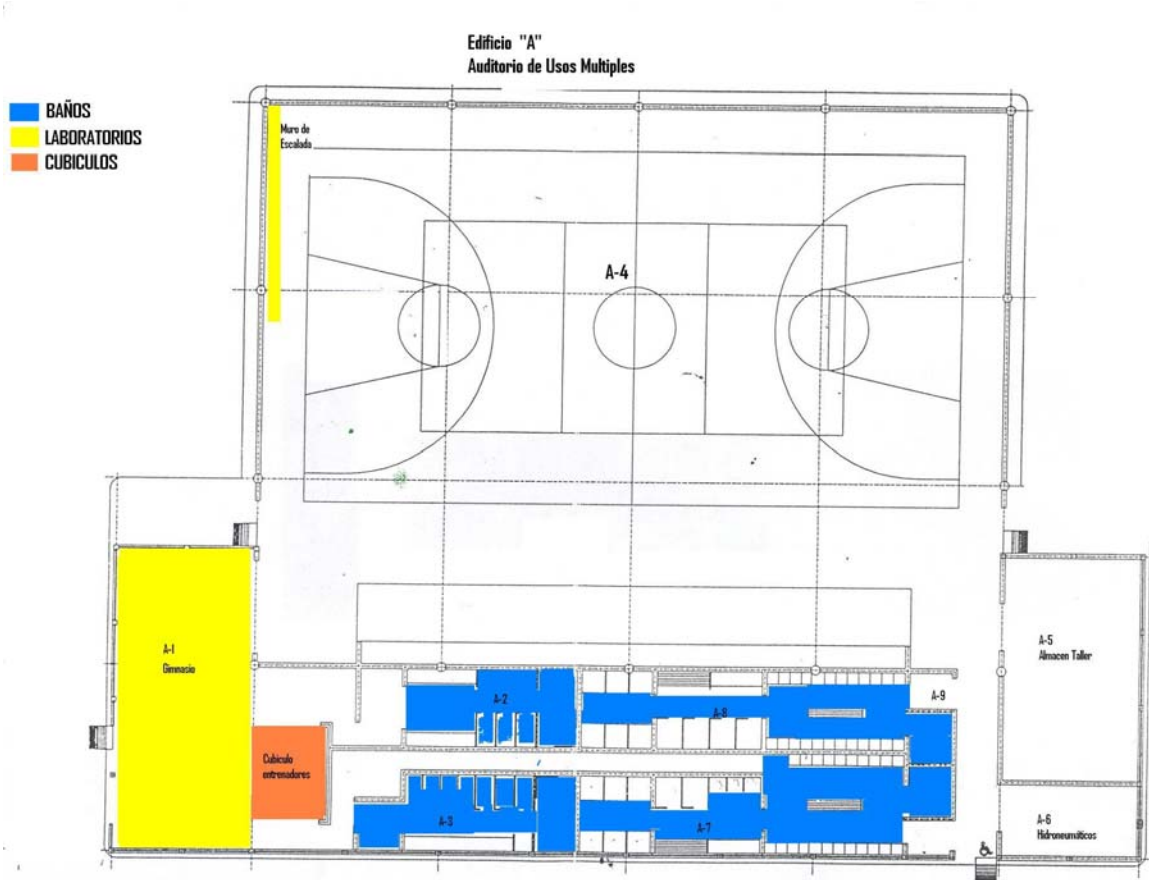 Edificio "A"
Auditorio de Usos Multiples
BAÑOS
LABORATORIOS
CUBICULOS
Muro de
Escalada
A-4
A-1
Gimnasio
A-2
A-8
A-9
A-5
Almacen Taller
Cubiculo
entrenadores
A-3
A-7
A-6
Hidroneumáticos